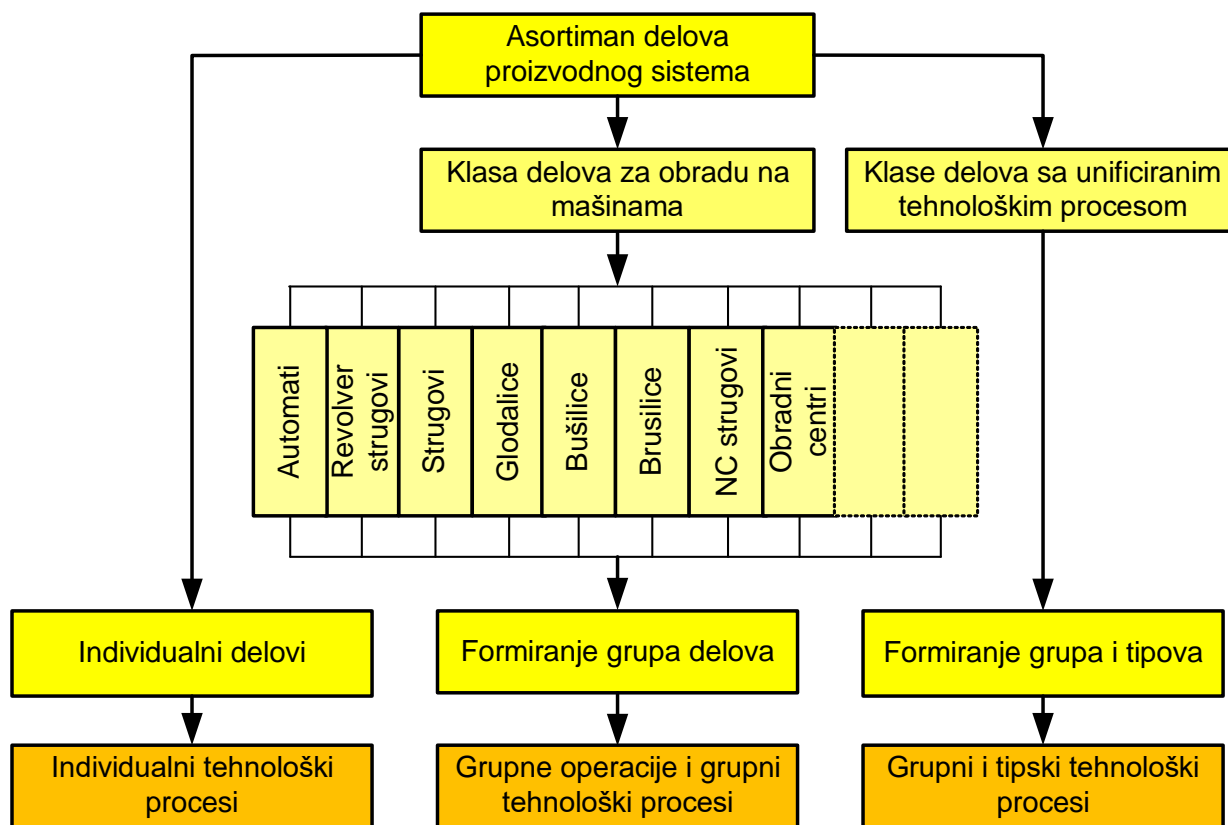 Asortiman delova
proizvodnog sistema
Klasa delova za obradu na
mašinama
Klase delova sa unificiranim
tehnološkim procesom
Automati
Revolver
strugovi
Strugovi
Glodalice
Bušilice
Brusilice
NC strugovi
Obradni
centri
Individualni delovi
Formiranje grupa delova
Formiranje grupa i tipova
Individualni tehnološki
procesi
Grupne operacije i grupni
tehnološki procesi
Grupni i tipski tehnološki
procesi